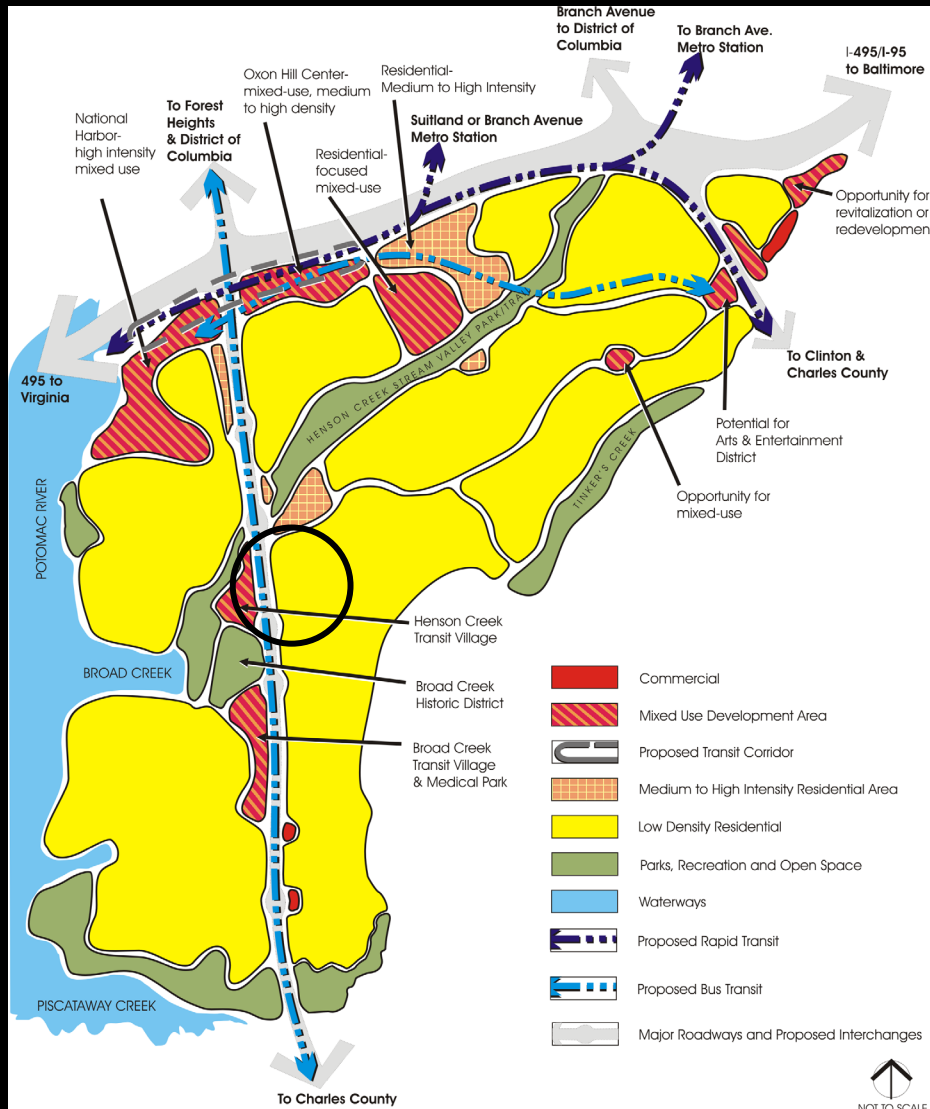 Branch Avenue
to District of
Columbia
To Branch Ave.
Metro Station
I-495/I-95
to Baltimore
Oxon Hill Center-
mixed-use, medium
to high density
Residential-
Medium to High Intensity
To Forest
Heights
& District of
Columbia
National
Harbor-
high intensity
mixed use
Suitland or Branch Avenue
Metro Station
Residential-
focused
mixed-use
Opportunity for
revitalization or
redevelopment
495 to
Virginia
To Clinton &
Charles County
HENSON CREEK STREAM VALLEY PARK/TRAIL
Potential for
Arts & Entertainment
District
TINKER'S CREEK
Opportunity for
mixed-use
POTOMAC RIVER
Henson Creek
Transit Village
BROAD CREEK
Broad Creek
Historic District
Broad Creek
Transit Village
& Medical Park
Commercial
Mixed Use Development Area
Proposed Transit Corridor
Medium to High Intensity Residential Area
Low Density Residential
Parks, Recreation and Open Space
Waterways
Proposed Rapid Transit
Proposed Bus Transit
Major Roadways and Proposed Interchanges
PISCATAWAY CREEK
To Charles County
NOT TO SCALE